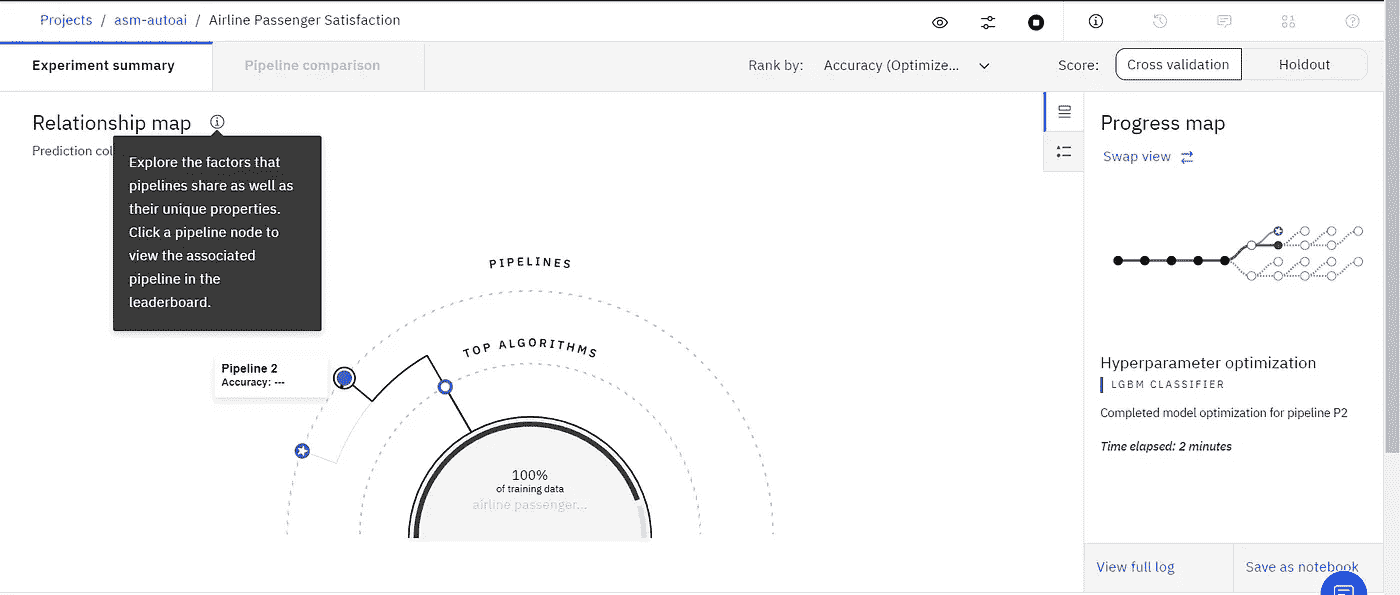 Projects / asm-autoai / Airline Passenger Satisfaction
Experiment summary
Pipeline comparison
Rank by: Accuracy (Optimize...
Score: Cross validation Holdout
Relationship map
Prediction col
Explore the factors that
pipelines share as well as
their unique properties.
Click a pipeline node to
view the associated
pipeline in the
leaderboard.
PIPELINES
TOP ALGORITHMS
Pipeline 2
Accuracy: ---
100%
of training data
airline passenger...
Progress map
Swap view
Hyperparameter optimization
LGBM CLASSIFIER
Completed model optimization for pipeline P2
Time elapsed: 2 minutes
View full log
Save as notebook